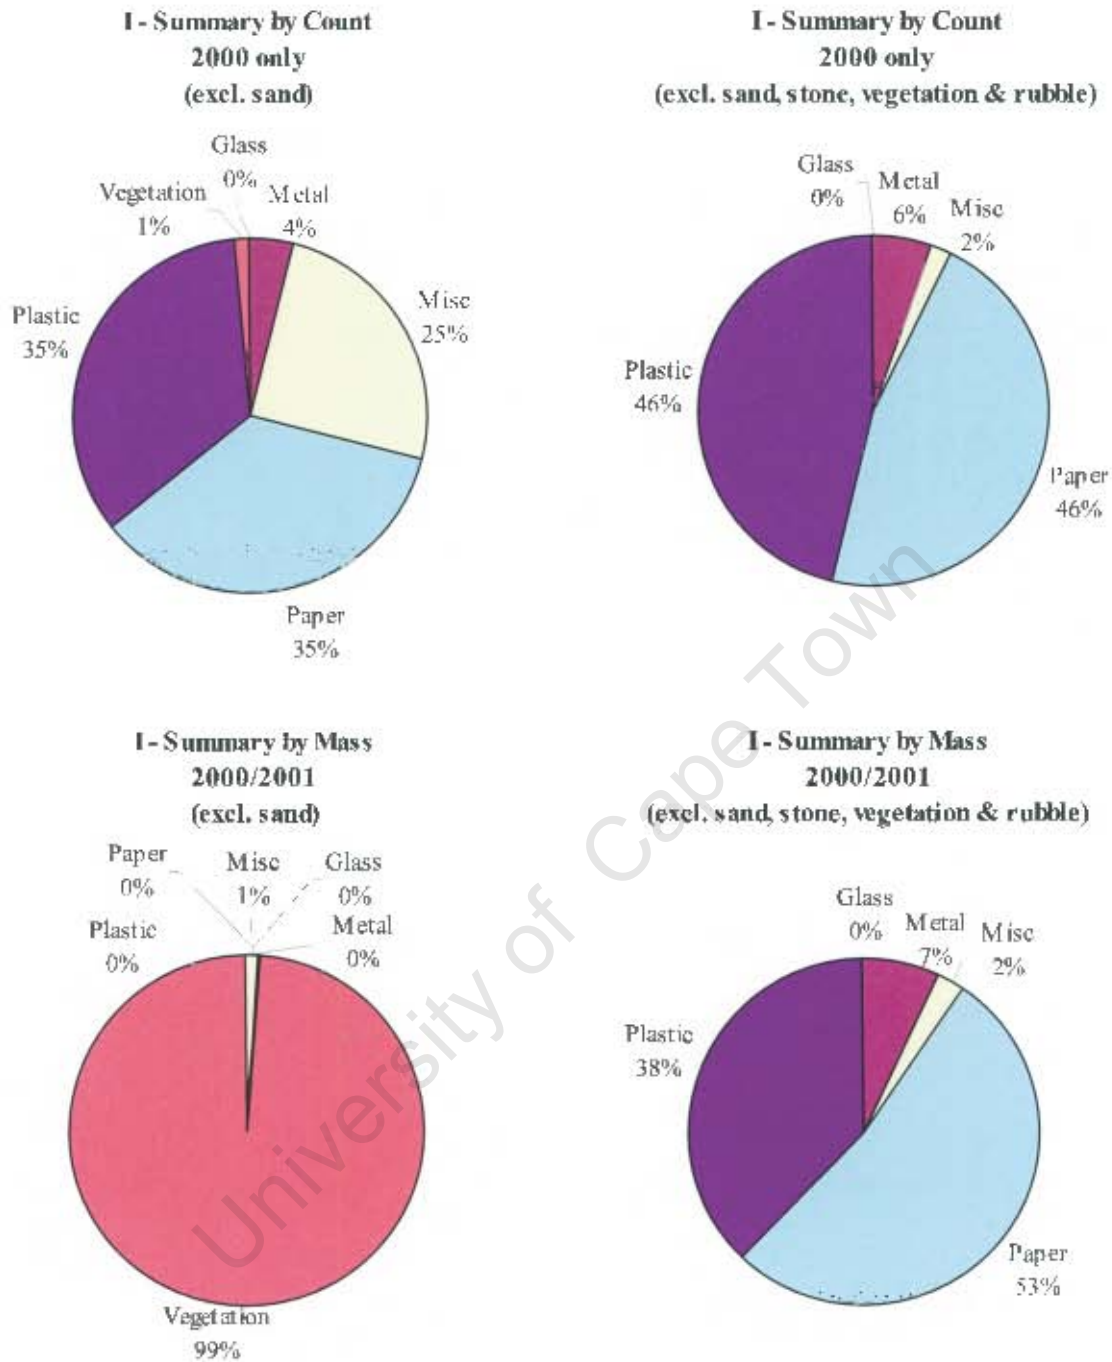 I - Summary by Count
2000 only
(excl. sand)
Glass
0%
Vegetation
1%
Metal
4%
Misc
25%
Plastic
35%
Paper
35%
I - Summary by Count
2000 only
(excl. sand, stone, vegetation & rubble)
Glass
0%
Metal
6%
Misc
2%
Plastic
46%
Paper
46%
I - Summary by Mass
2000/2001
(excl. sand)
Paper
0%
Misc
1%
Glass
0%
Plastic
0%
Metal
0%
Vegetation
99%
I - Summary by Mass
2000/2001
(excl. sand, stone, vegetation & rubble)
Glass
0%
Metal
7%
Misc
2%
Plastic
38%
Paper
53%
University of Cape Town